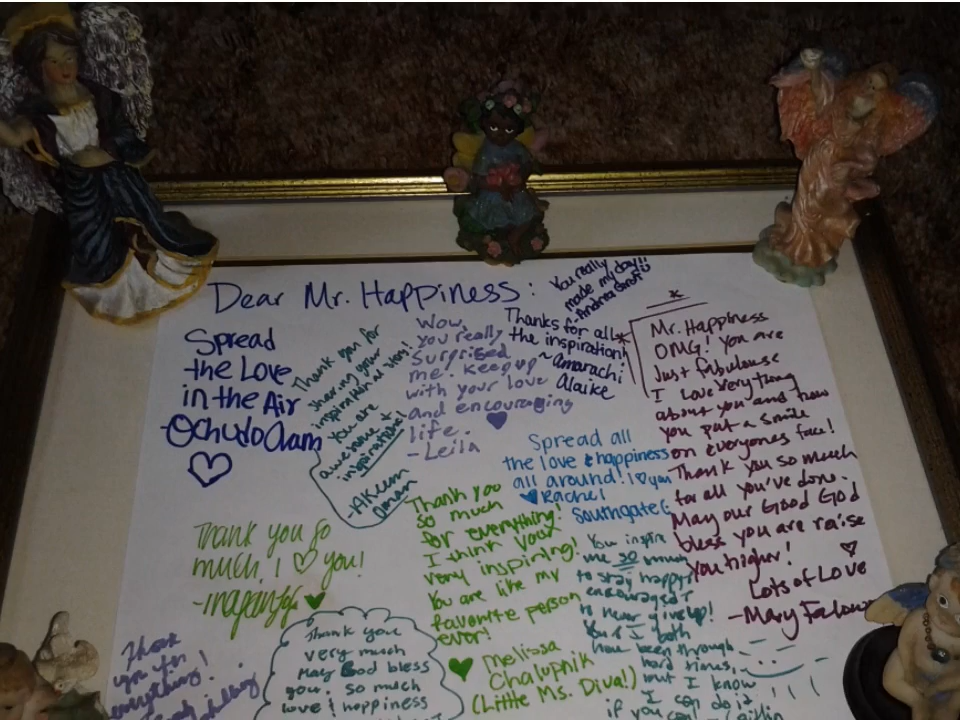 Dear Mr. Happiness:
You really
made my day!!
Spread
the Love
in the Air
Thank you for
sharing your
inspirational story!
You are
awesome &
inspirational!
-Akeem
Wow,
you really
Surprised
me! Keep up
with your love
and encouraging
life.
-Leila
Thanks for all
the inspiration!
~Amarachi
Alaike
Mr. Happiness
OMG! you are
Just fabulouse
I Love Everything
about you and how
you put a smile
on everyones face!
Thank you so much
for all you've done.
May our Good God
bless you are raise
you higher!
Lots of Love
-Mary
Spread all
the love & happiness
all around! I you
Rachel
Southgate
Thank you so
much, I you!
Thank you
so much
for everything!
I think your
very inspiring!
You are like my
favorite person
ever!
Melissa
Chalupnik
(Little Ms. Diva!)
You inspire
me so much
to stay happy,
encouraged &
to never give up!
You & I both
have been through
hard times,
but I know
I can do it
if you can!
Caitlin
Thank
you for
everything!
Thank you
very much
May God bless
you. so much
love & happiness